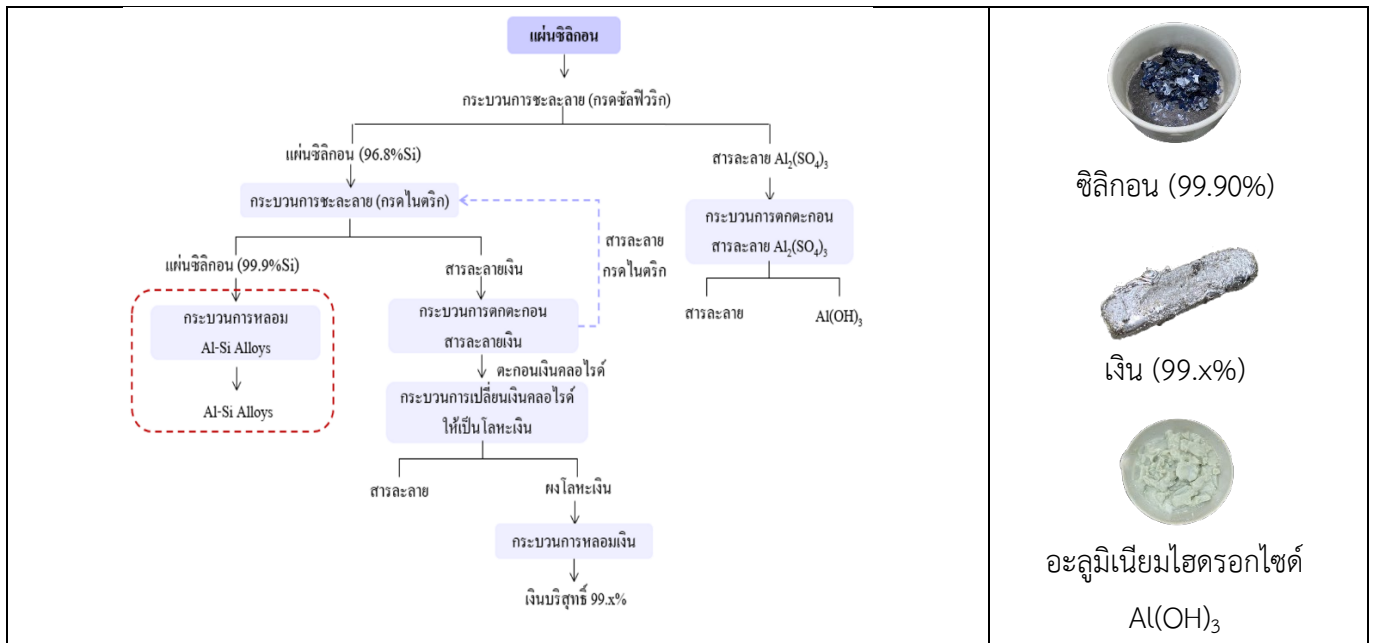 แผ่นซิลิกอน
กระบวนการชะละลาย (กรดซัลฟิวริก)
แผ่นซิลิกอน (96.8%Si)
สารละลาย Al₂(SO₄)₃
กระบวนการชะละลาย (กรดไนตริก)
กระบวนการตกตะกอน
สารละลาย Al₂(SO₄)₃
สารละลาย
กรดไนตริก
แผ่นซิลิกอน (99.9%Si)
สารละลายเงิน
สารละลาย
Al(OH)₃
กระบวนการหลอม
Al-Si Alloys
กระบวนการตกตะกอน
สารละลายเงิน
Al-Si Alloys
ตะกอนเงินคลอไรด์
กระบวนการเปลี่ยนเงินคลอไรด์
ให้เป็นโลหะเงิน
สารละลาย
ผงโลหะเงิน
กระบวนการหลอมเงิน
เงินบริสุทธิ์ 99.x%
ซิลิกอน (99.90%)
เงิน (99.x%)
อะลูมิเนียมไฮดรอกไซด์
Al(OH)₃